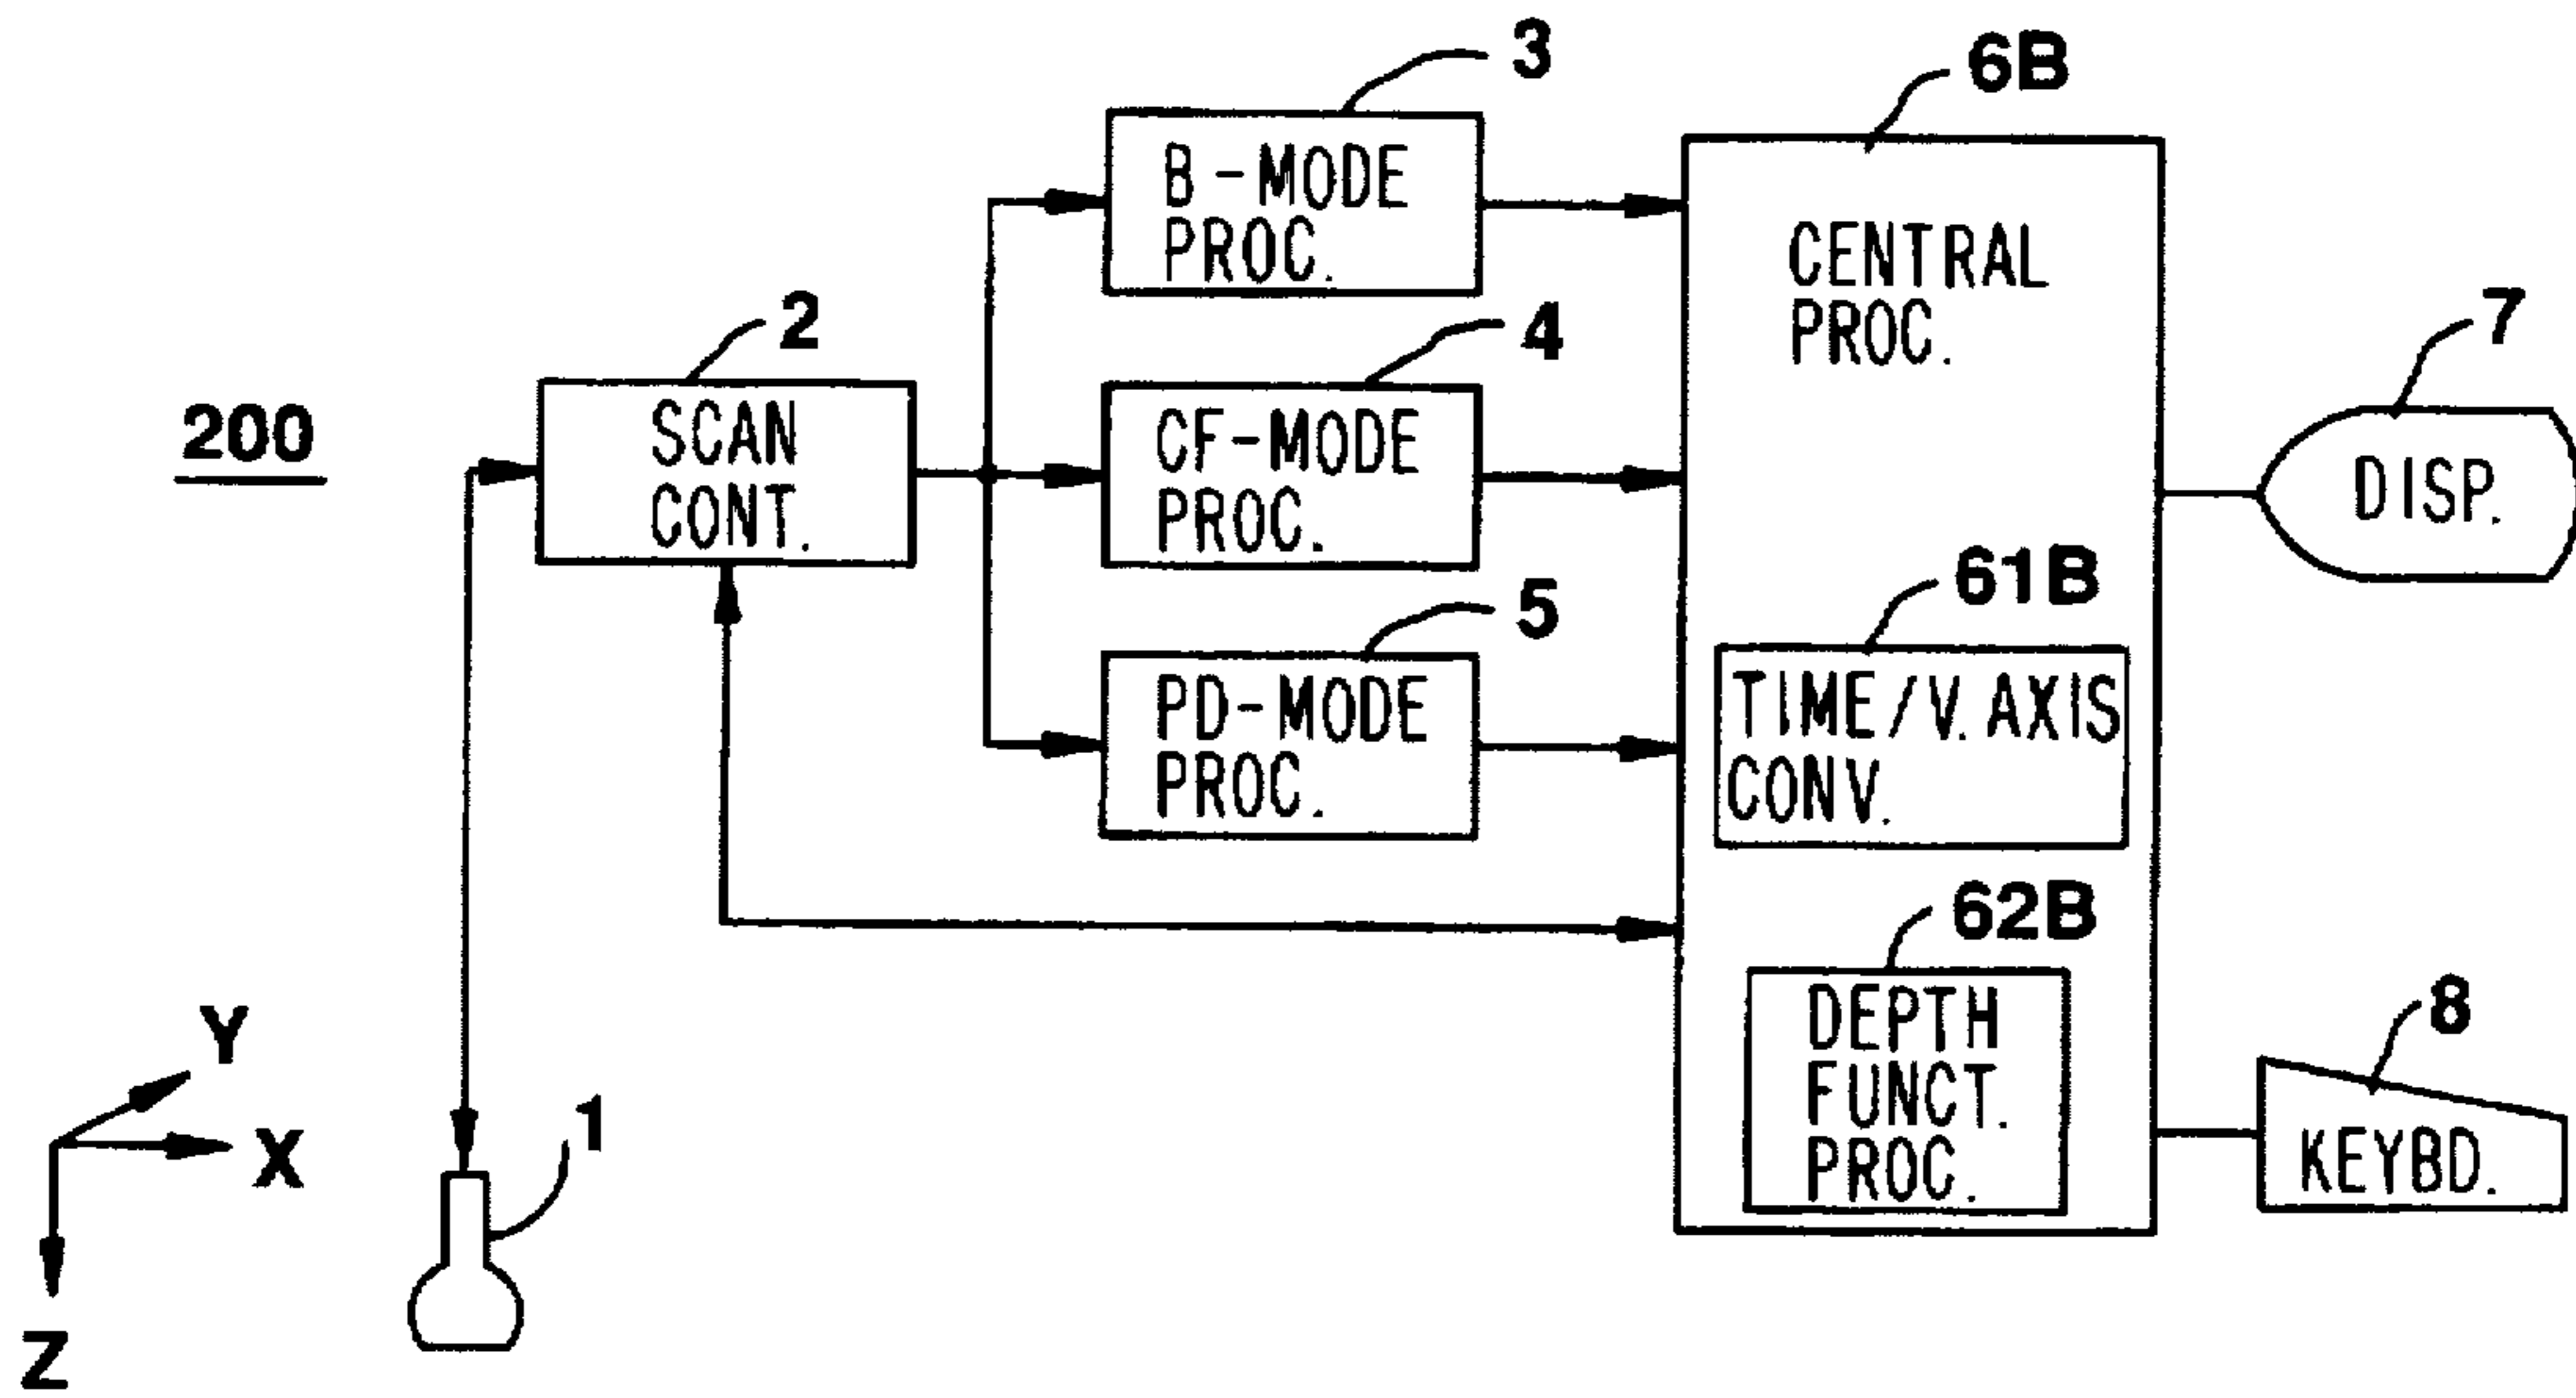 3
B-MODE
PROC.
6B
CENTRAL
PROC.
2
SCAN
CONT.
200
4
CF-MODE
PROC.
7
DISP.
5
PD-MODE
PROC.
61B
TIME/V. AXIS
CONV.
62B
DEPTH
FUNCT.
PROC.
8
KEYBD.
Y
X
Z
1